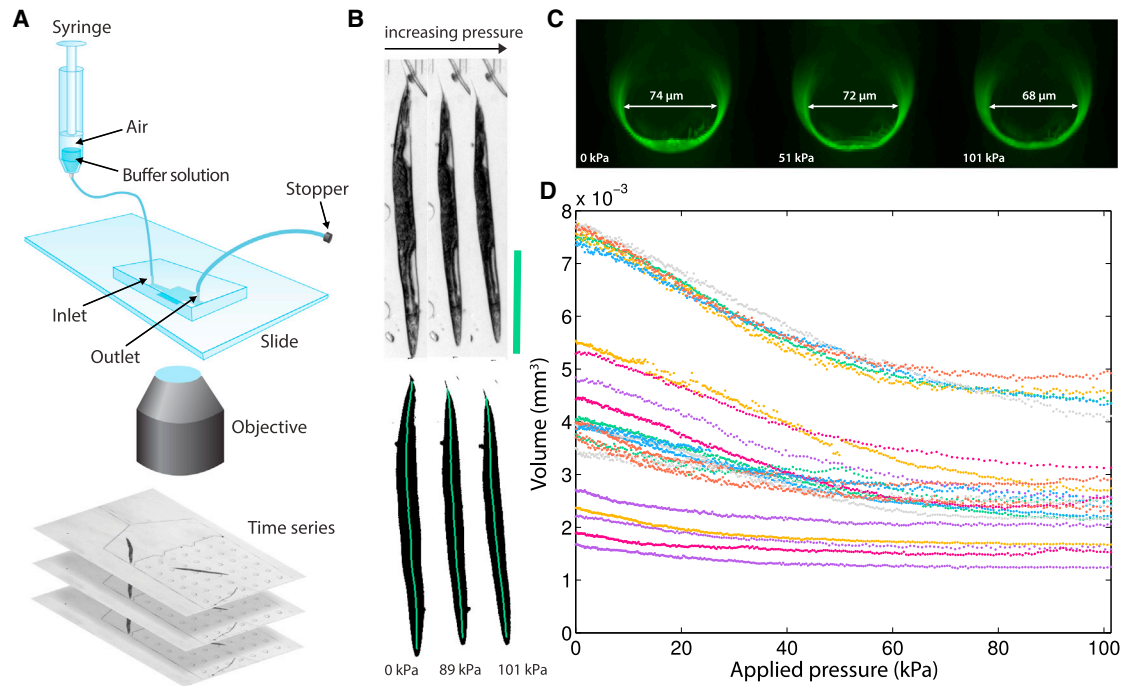 A
Syringe
Air
Buffer solution
Stopper
Inlet
Outlet
Slide
Objective
Time series
B
increasing pressure
0 kPa 89 kPa 101 kPa
C
74 µm 72 µm 68 µm
0 kPa 51 kPa 101 kPa
D
8 x 10⁻³
7
6
5
4
3
2
1
0
Volume (mm³)
0 20 40 60 80 100
Applied pressure (kPa)